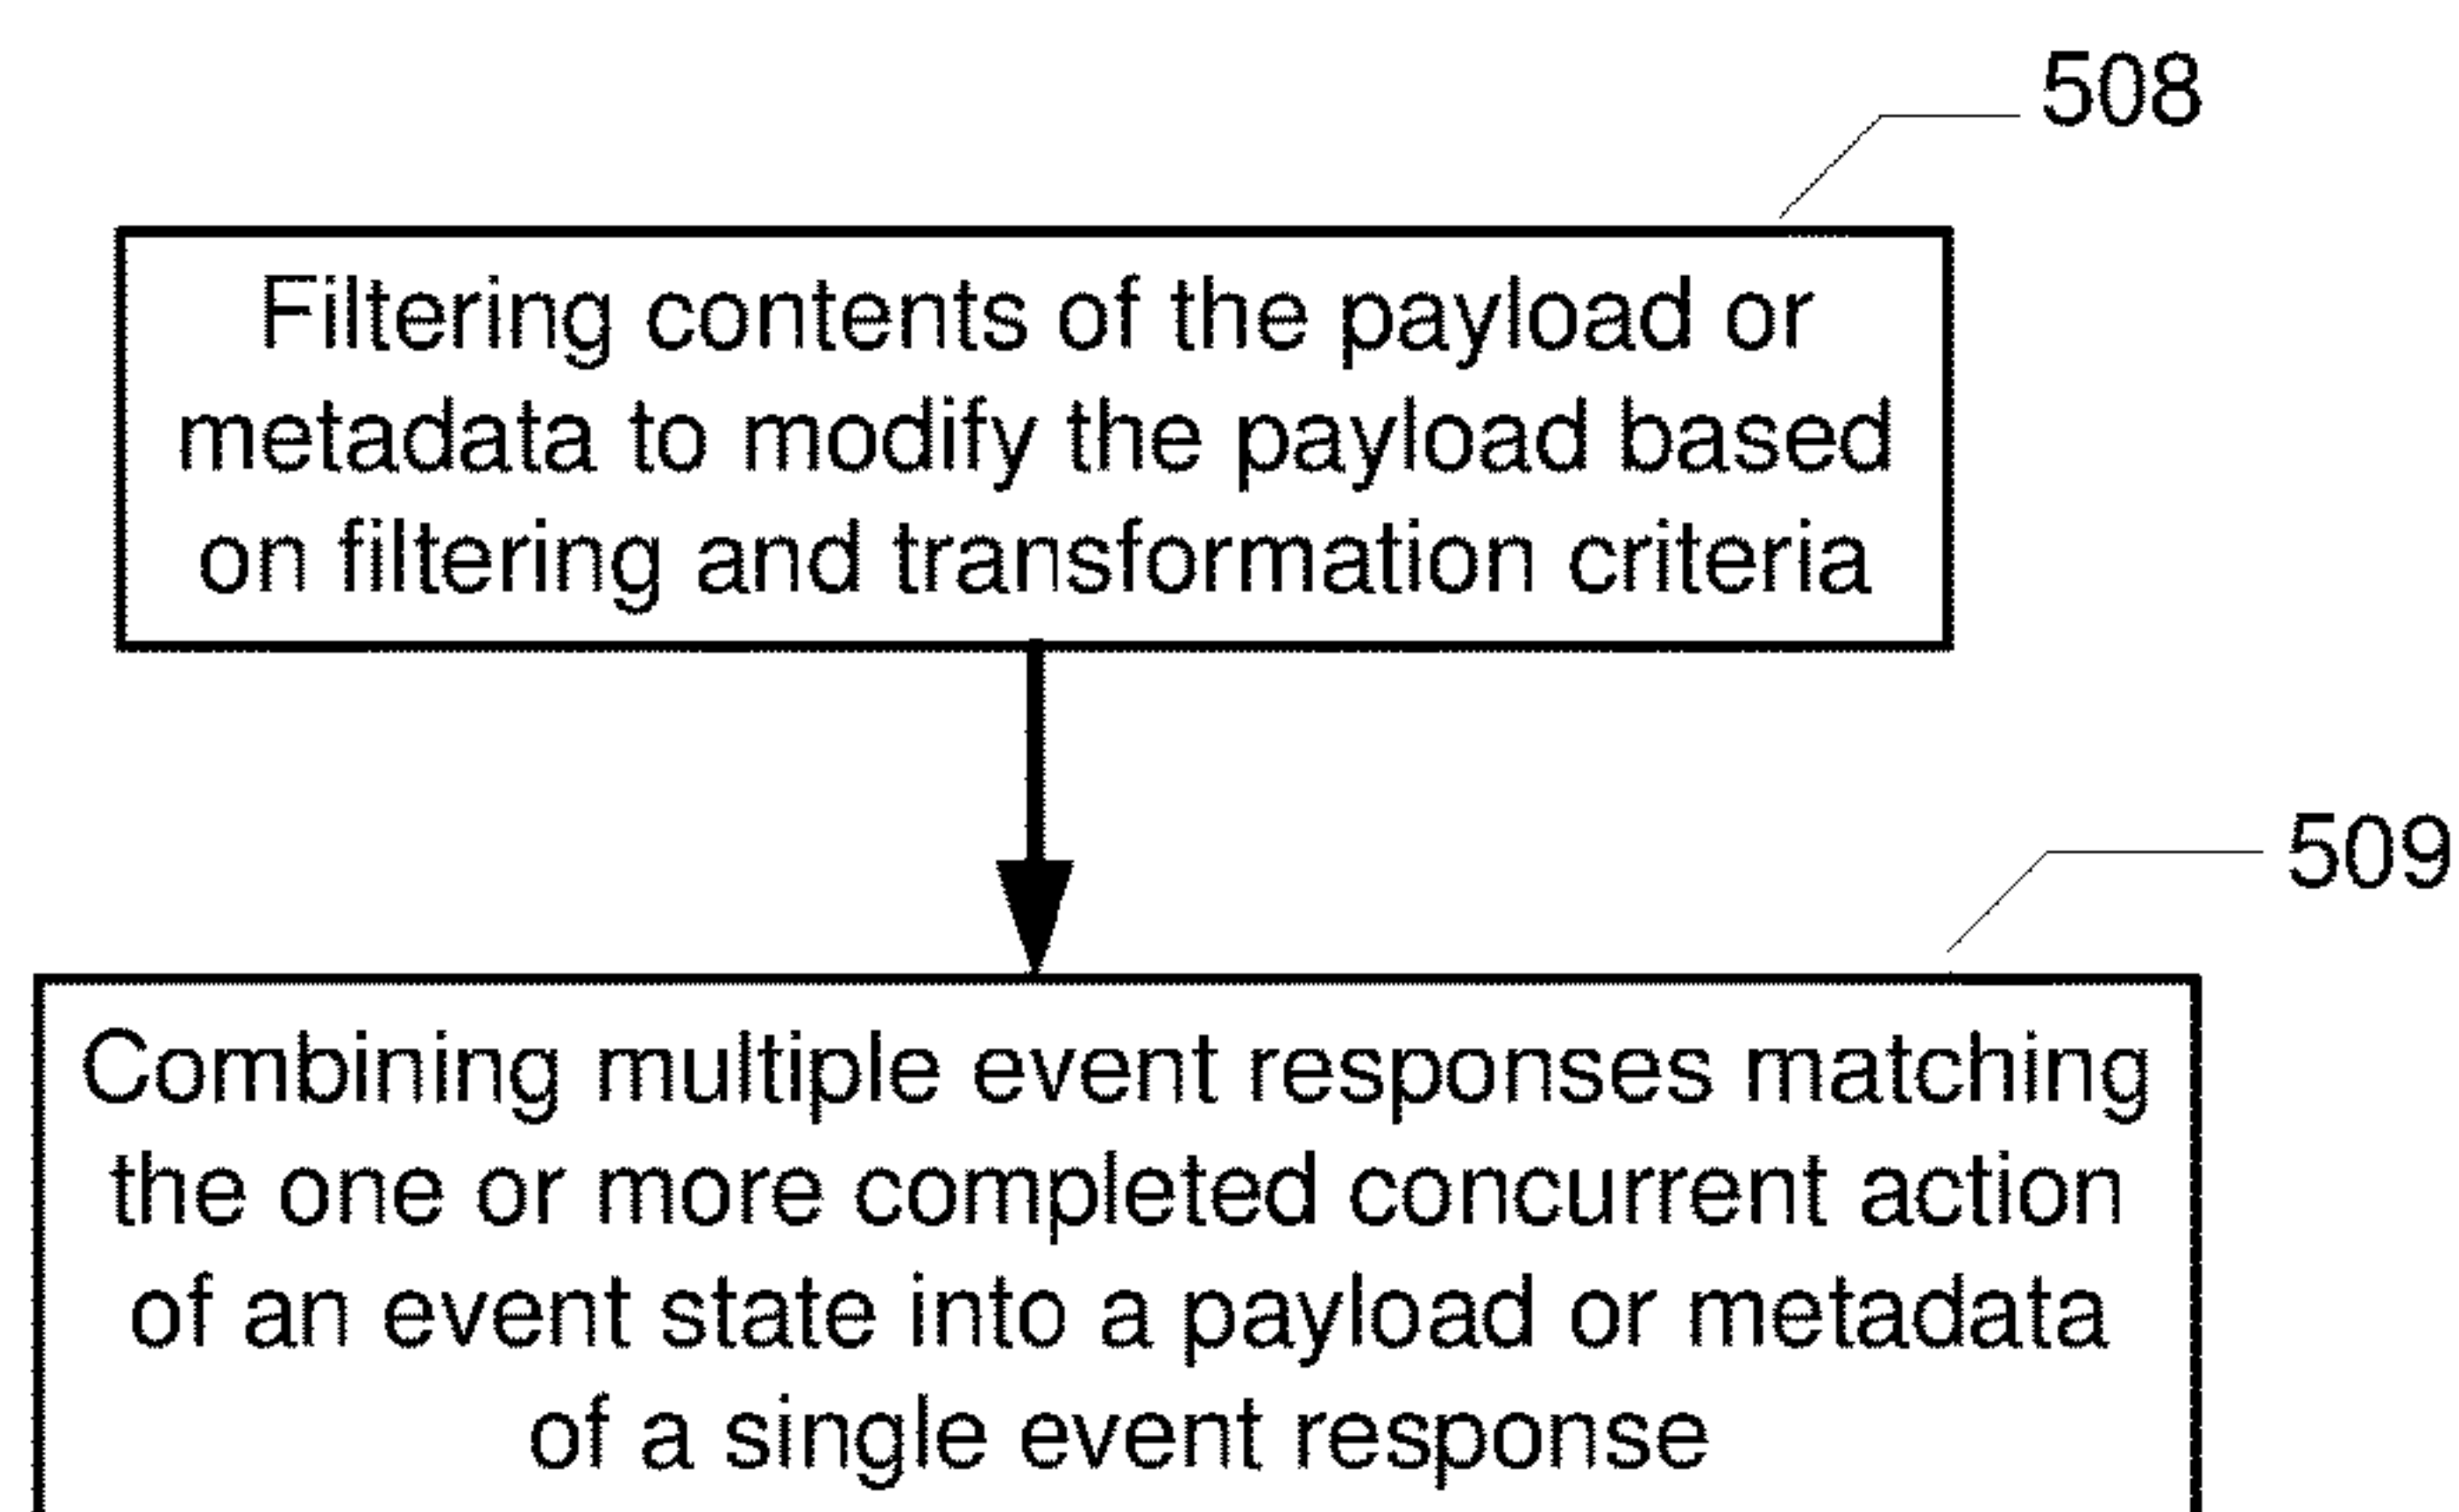 508
Filtering contents of the payload or
metadata to modify the payload based
on filtering and transformation criteria
509
Combining multiple event responses matching
the one or more completed concurrent action
of an event state into a payload or metadata
of a single event response